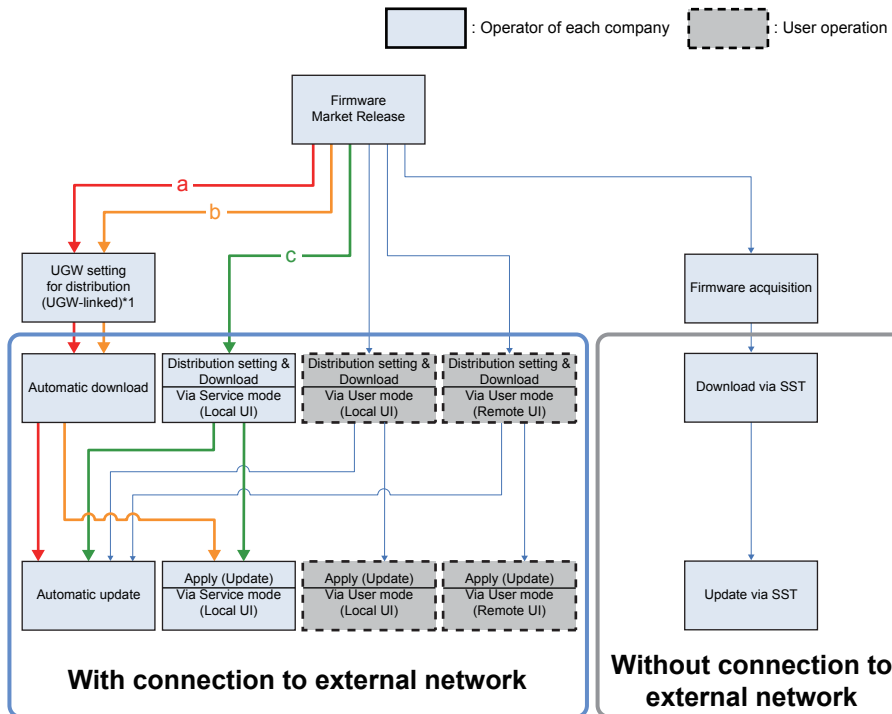 : Operator of each company
: User operation
Firmware
Market Release
a
b
c
UGW setting
for distribution
(UGW-linked)*1
Firmware acquisition
Automatic download
Distribution setting &
Download
Via Service mode
(Local UI)
Distribution setting &
Download
Via User mode
(Local UI)
Distribution setting &
Download
Via User mode
(Remote UI)
Download via SST
Automatic update
Apply (Update)
Via Service mode
(Local UI)
Apply (Update)
Via User mode
(Local UI)
Apply (Update)
Via User mode
(Remote UI)
Update via SST
With connection to external network
Without connection to
external network